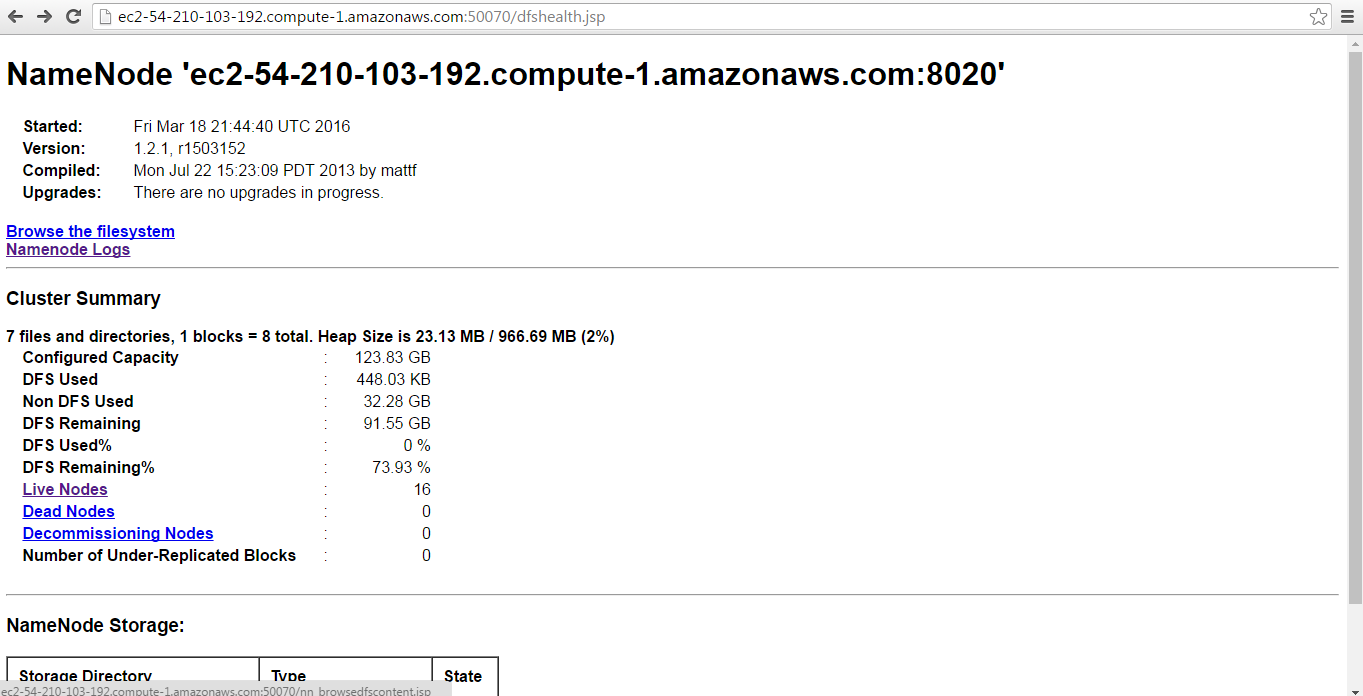 ec2-54-210-103-192.compute-1.amazonaws.com:50070/dfshealth.jsp
NameNode 'ec2-54-210-103-192.compute-1.amazonaws.com:8020'
Started: Fri Mar 18 21:44:40 UTC 2016
Version: 1.2.1, r1503152
Compiled: Mon Jul 22 15:23:09 PDT 2013 by mattf
Upgrades: There are no upgrades in progress.
Browse the filesystem
Namenode Logs
Cluster Summary
7 files and directories, 1 blocks = 8 total. Heap Size is 23.13 MB / 966.69 MB (2%)
Configured Capacity : 123.83 GB
DFS Used : 448.03 KB
Non DFS Used : 32.28 GB
DFS Remaining : 91.55 GB
DFS Used% : 0 %
DFS Remaining% : 73.93 %
Live Nodes : 16
Dead Nodes : 0
Decommissioning Nodes : 0
Number of Under-Replicated Blocks : 0
NameNode Storage:
Storage Directory Type State
ec2-54-210-103-192.compute-1.amazonaws.com:50070/nn_browsedfscontent.jsp